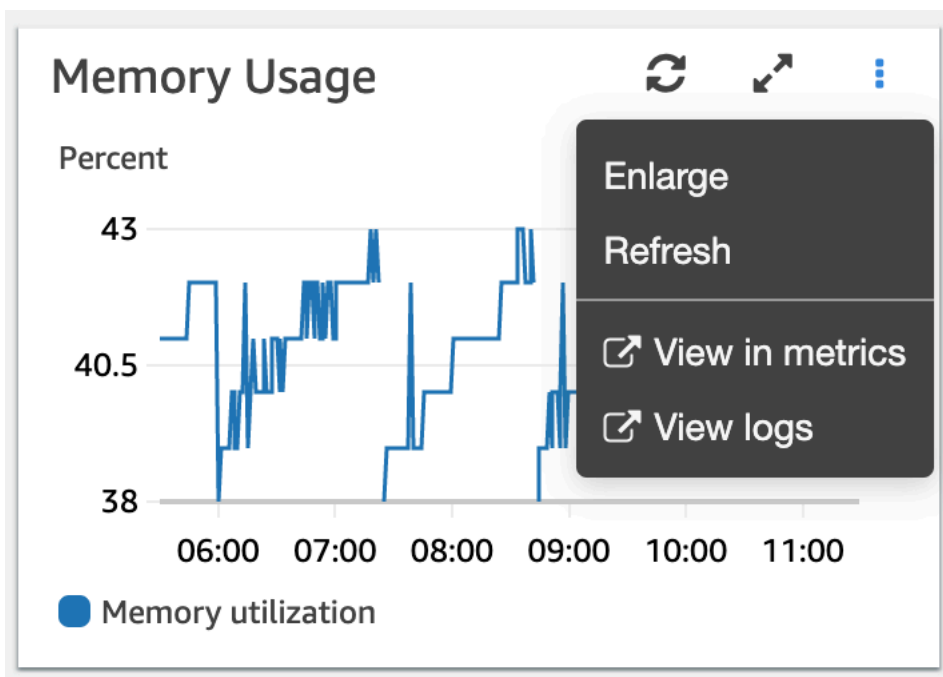 Memory Usage
Percent
Enlarge
Refresh
View in metrics
View logs
43
40.5
38
06:00 07:00 08:00 09:00 10:00 11:00
Memory utilization